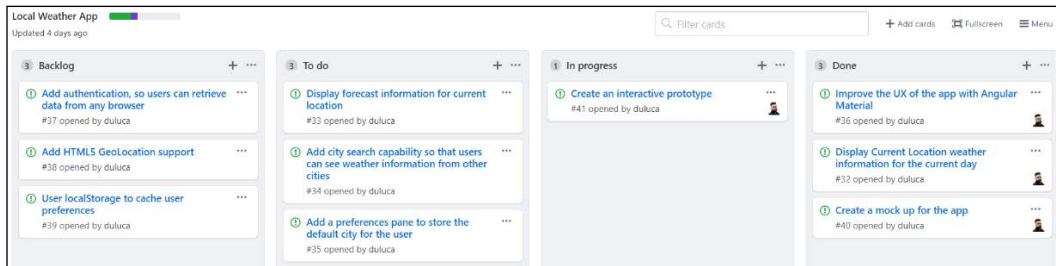 Local Weather App
Updated 4 days ago
Filter cards
+ Add cards
Fullscreen
Menu
3 Backlog
Add authentication, so users can retrieve
data from any browser
#37 opened by duluca
Add HTML5 GeoLocation support
#38 opened by duluca
User localStorage to cache user
preferences
#39 opened by duluca
3 To do
Display forecast information for current
location
#33 opened by duluca
Add city search capability so that users
can see weather information from other
cities
#34 opened by duluca
Add a preferences pane to store the
default city for the user
#35 opened by duluca
1 In progress
Create an interactive prototype
#41 opened by duluca
3 Done
Improve the UX of the app with Angular
Material
#36 opened by duluca
Display Current Location weather
information for the current day
#32 opened by duluca
Create a mock up for the app
#40 opened by duluca